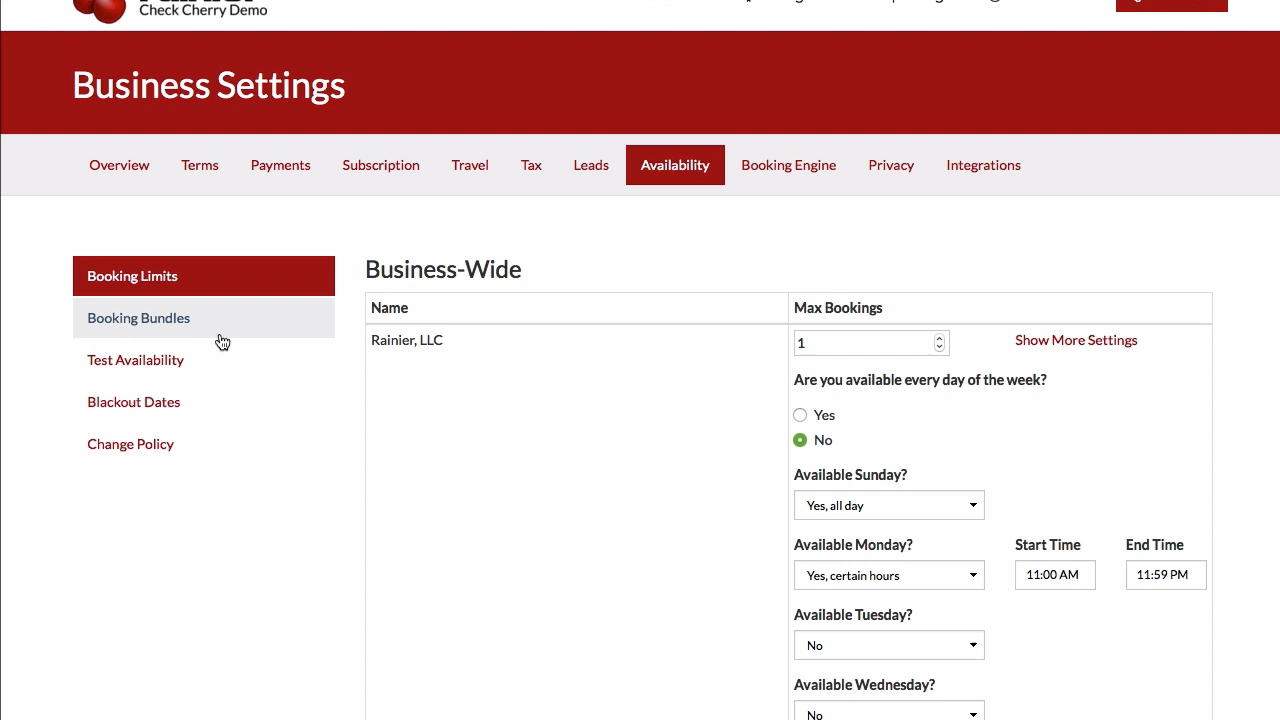 Check Cherry Demo
Business Settings
Overview Terms Payments Subscription Travel Tax Leads Availability Booking Engine Privacy Integrations
Booking Limits
Booking Bundles
Test Availability
Blackout Dates
Change Policy
Business-Wide
Name Max Bookings
Rainier, LLC 1 Show More Settings
Are you available every day of the week?
Yes
No
Available Sunday?
Yes, all day
Available Monday? Start Time End Time
Yes, certain hours 11:00 AM 11:59 PM
Available Tuesday?
No
Available Wednesday?
No